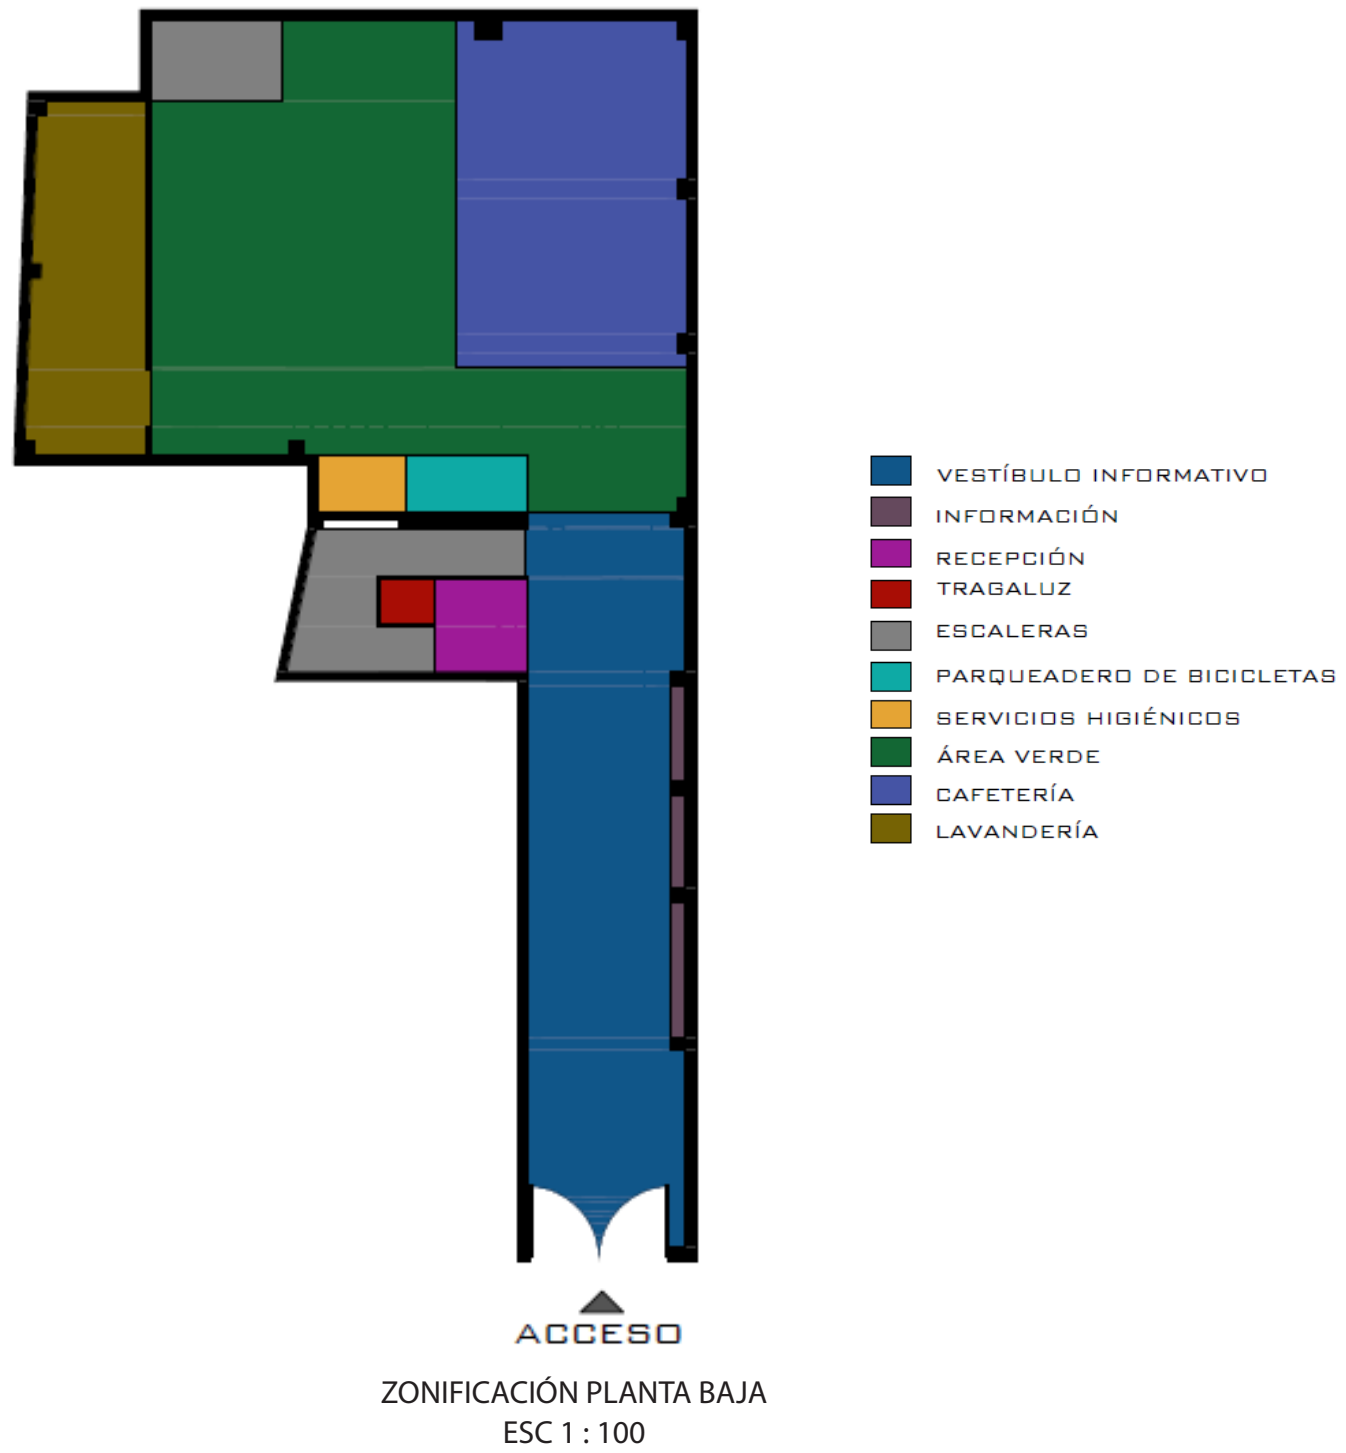 VESTÍBULO INFORMATIVO
INFORMACIÓN
RECEPCIÓN
TRAGALUZ
ESCALERAS
PARQUEADERO DE BICICLETAS
SERVICIOS HIGIÉNICOS
ÁREA VERDE
CAFETERÍA
LAVANDERÍA
ACCESO
ZONIFICACIÓN PLANTA BAJA
ESC 1 : 100